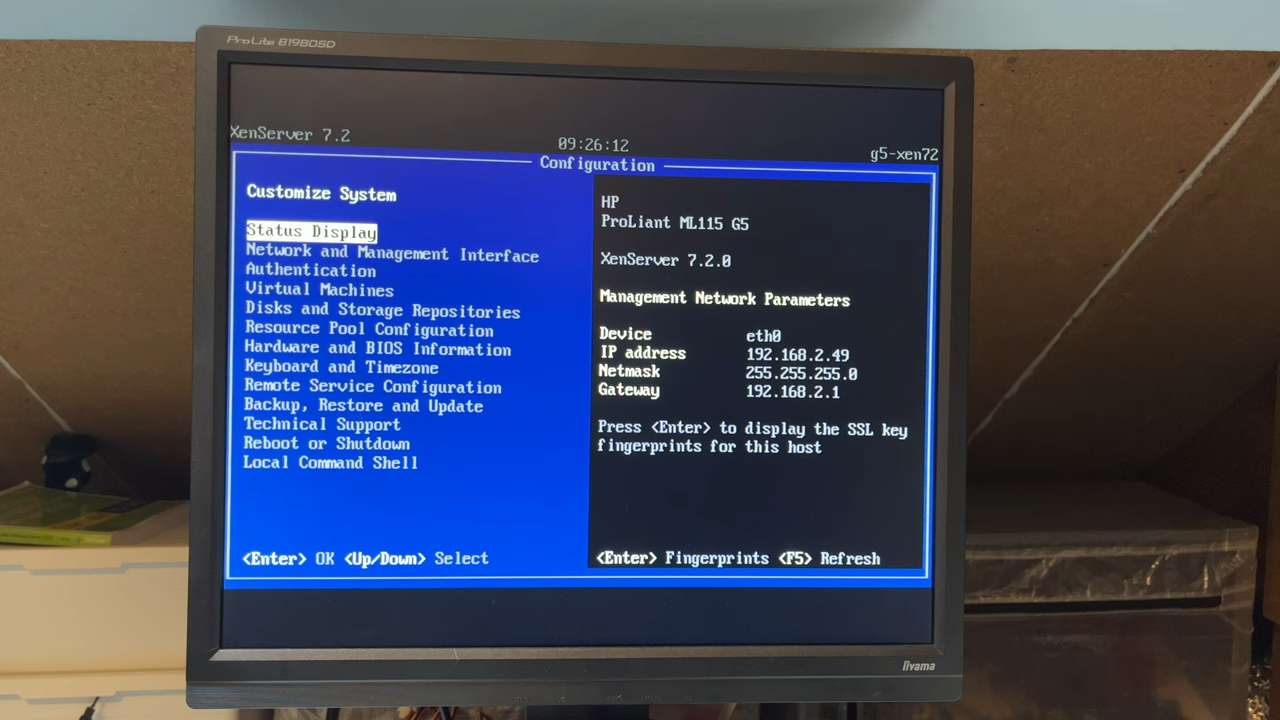 ProLite B1980SD
XenServer 7.2
09:26:12
g5-xen72
Configuration
Customize System
Status Display
Network and Management Interface
Authentication
Virtual Machines
Disks and Storage Repositories
Resource Pool Configuration
Hardware and BIOS Information
Keyboard and Timezone
Remote Service Configuration
Backup, Restore and Update
Technical Support
Reboot or Shutdown
Local Command Shell
<Enter> OK <Up/Down> Select
HP
ProLiant ML115 G5
XenServer 7.2.0
Management Network Parameters
Device eth0
IP address 192.168.2.49
Netmask 255.255.255.0
Gateway 192.168.2.1
Press <Enter> to display the SSL key
fingerprints for this host
<Enter> Fingerprints <F5> Refresh
iiyama